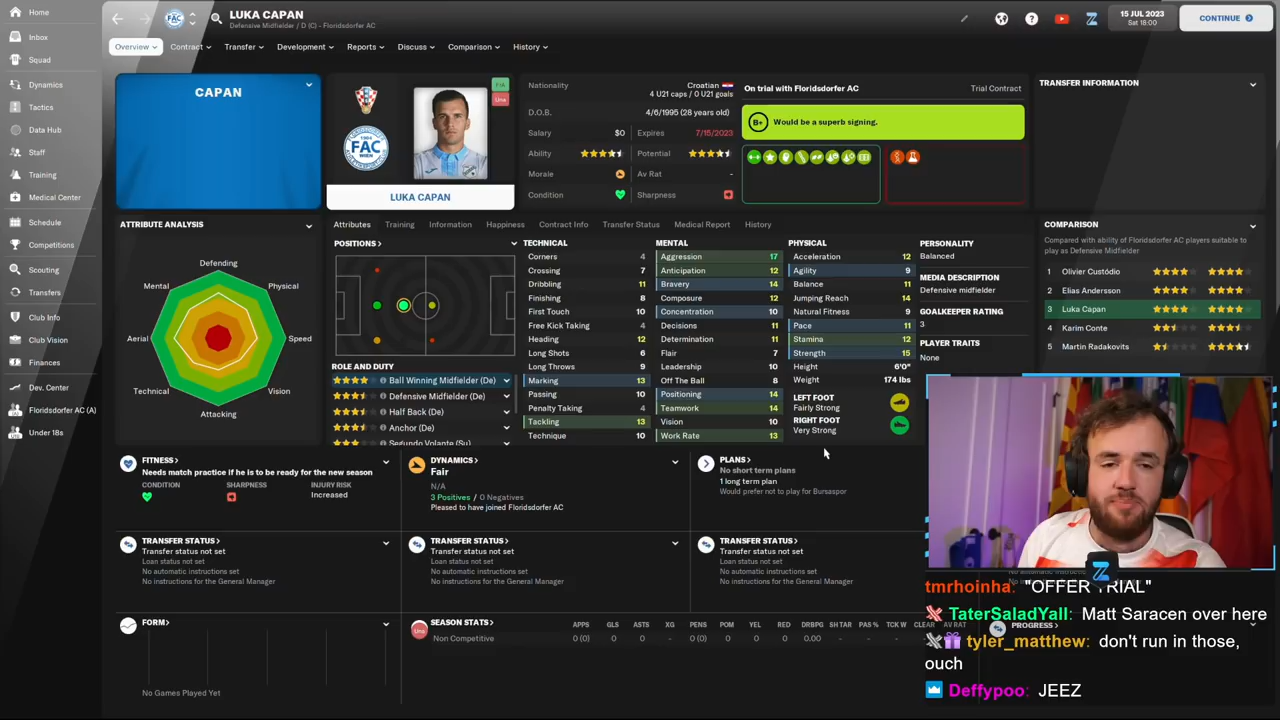 Home
Inbox
Squad
Dynamics
Tactics
Data Hub
Staff
Training
Medical Center
Schedule
Competitions
Scouting
Transfers
Club Info
Club Vision
Finances
Dev. Center
Floridsdorfer AC (A)
Under 18s
FAC
LUKA CAPAN
Defensive Midfielder / D (C) - Floridsdorfer AC
15 JUL 2023
Sat 18:00
CONTINUE
Overview
Contract
Transfer
Development
Reports
Discuss
Comparison
History
CAPAN
FAC
WIEN
LUKA CAPAN
Nationality
Croatian
4 U21 caps / 0 U21 goals
D.O.B.
4/6/1995 (28 years old)
Salary $0 Expires 7/15/2023
Ability Potential
Morale Av Rat -
Condition Sharpness
On trial with Floridsdorfer AC Trial Contract
B+ Would be a superb signing.
TRANSFER INFORMATION
ATTRIBUTE ANALYSIS
Defending
Mental Physical
Aerial Speed
Technical Vision
Attacking
Attributes Training Information Happiness Contract Info Transfer Status Medical Report History
POSITIONS
ROLE AND DUTY
Ball Winning Midfielder (De)
Defensive Midfielder (De)
Half Back (De)
Anchor (De)
Segundo Volante (Su)
TECHNICAL
Corners 4
Crossing 7
Dribbling 11
Finishing 8
First Touch 10
Free Kick Taking 4
Heading 12
Long Shots 6
Long Throws 9
Marking 13
Passing 10
Penalty Taking 4
Tackling 13
Technique 10
MENTAL
Aggression 17
Anticipation 12
Bravery 14
Composure 12
Concentration 10
Decisions 11
Determination 11
Flair 7
Leadership 10
Off The Ball 8
Positioning 14
Teamwork 14
Vision 10
Work Rate 13
PHYSICAL
Acceleration 12
Agility 9
Balance 11
Jumping Reach 14
Natural Fitness 9
Pace 11
Stamina 12
Strength 15
Height 6'0"
Weight 174 lbs
LEFT FOOT
Fairly Strong
RIGHT FOOT
Very Strong
PERSONALITY
Balanced
MEDIA DESCRIPTION
Defensive midfielder
GOALKEEPER RATING
3
PLAYER TRAITS
None
COMPARISON
Compared with ability of Floridsdorfer AC players suitable
to play as Defensive Midfielder
1 Olivier Custódio
2 Elias Andersson
3 Luka Capan
4 Karim Conte
5 Martin Radakovits
FITNESS
Needs match practice if he is to be ready for the new season
CONDITION SHARPNESS INJURY RISK
Increased
DYNAMICS
Fair
N/A
3 Positives / 0 Negatives
Pleased to have joined Floridsdorfer AC
PLANS
No short term plans
1 long term plan
Would prefer not to play for Bursaspor
TRANSFER STATUS
Transfer status not set
Loan status not set
No automatic instructions set
No instructions for the General Manager
TRANSFER STATUS
Transfer status not set
Loan status not set
No automatic instructions set
No instructions for the General Manager
TRANSFER STATUS
Transfer status not set
Loan status not set
No automatic instructions set
No instructions for the General Manager
FORM
No Games Played Yet
SEASON STATS
APPS GLS ASTS XG PENS POM YEL RED DRBPG SH TAR PAS % TCK W CLEAR AV RAT
Non Competitive 0 (0) 0 0 - 0 (0) 0 0 0 0.00 - - - - -
PROGRESS
tmrhoinha: "OFFER TRIAL"
TaterSaladYall: Matt Saracen over here
tyler_matthew: don't run in those,
ouch
Deffypoo: JEEZ